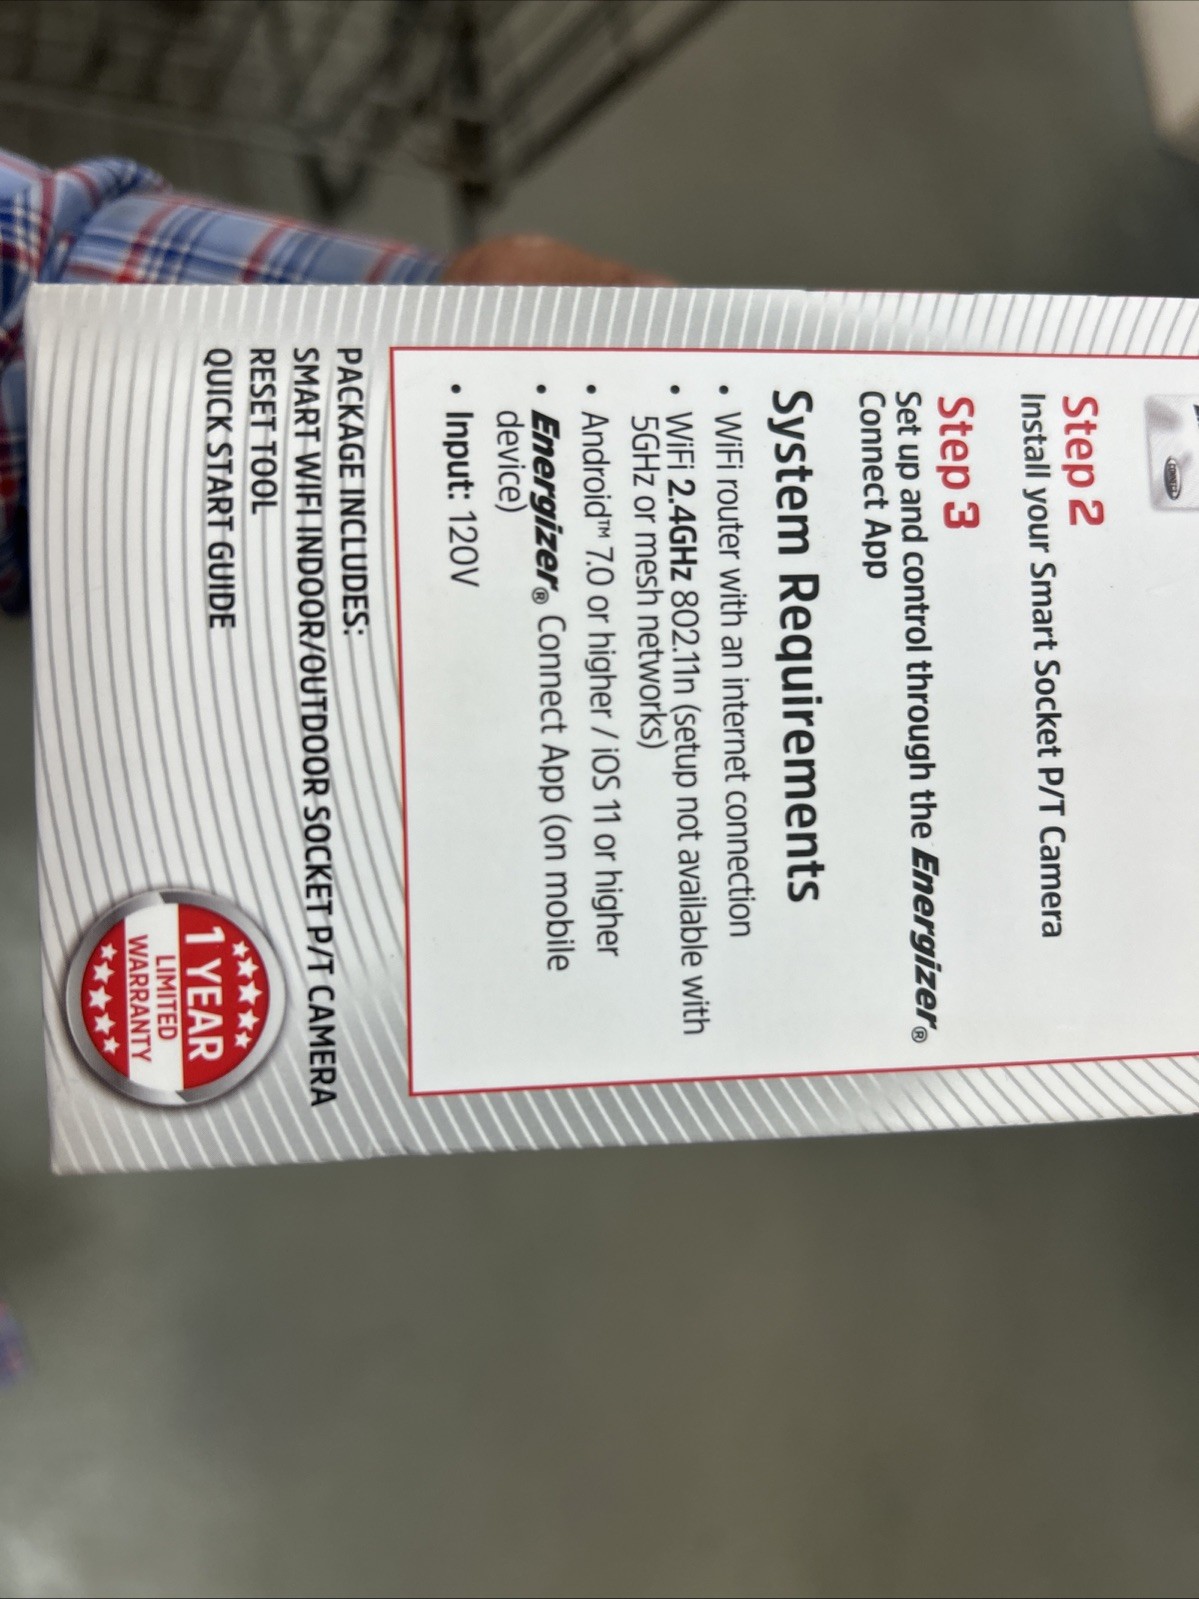 Step 2
Install your Smart Socket P/T Camera
Step 3
Set up and control through the Energizer®
Connect App
System Requirements
• WiFi router with an internet connection
• WiFi 2.4GHz 802.11n (setup not available with
5GHz or mesh networks)
• Android™ 7.0 or higher / iOS 11 or higher
• Energizer® Connect App (on mobile
device)
• Input: 120V
PACKAGE INCLUDES:
SMART WIFI INDOOR/OUTDOOR SOCKET P/T CAMERA
RESET TOOL
QUICK START GUIDE
1 YEAR
LIMITED
WARRANTY